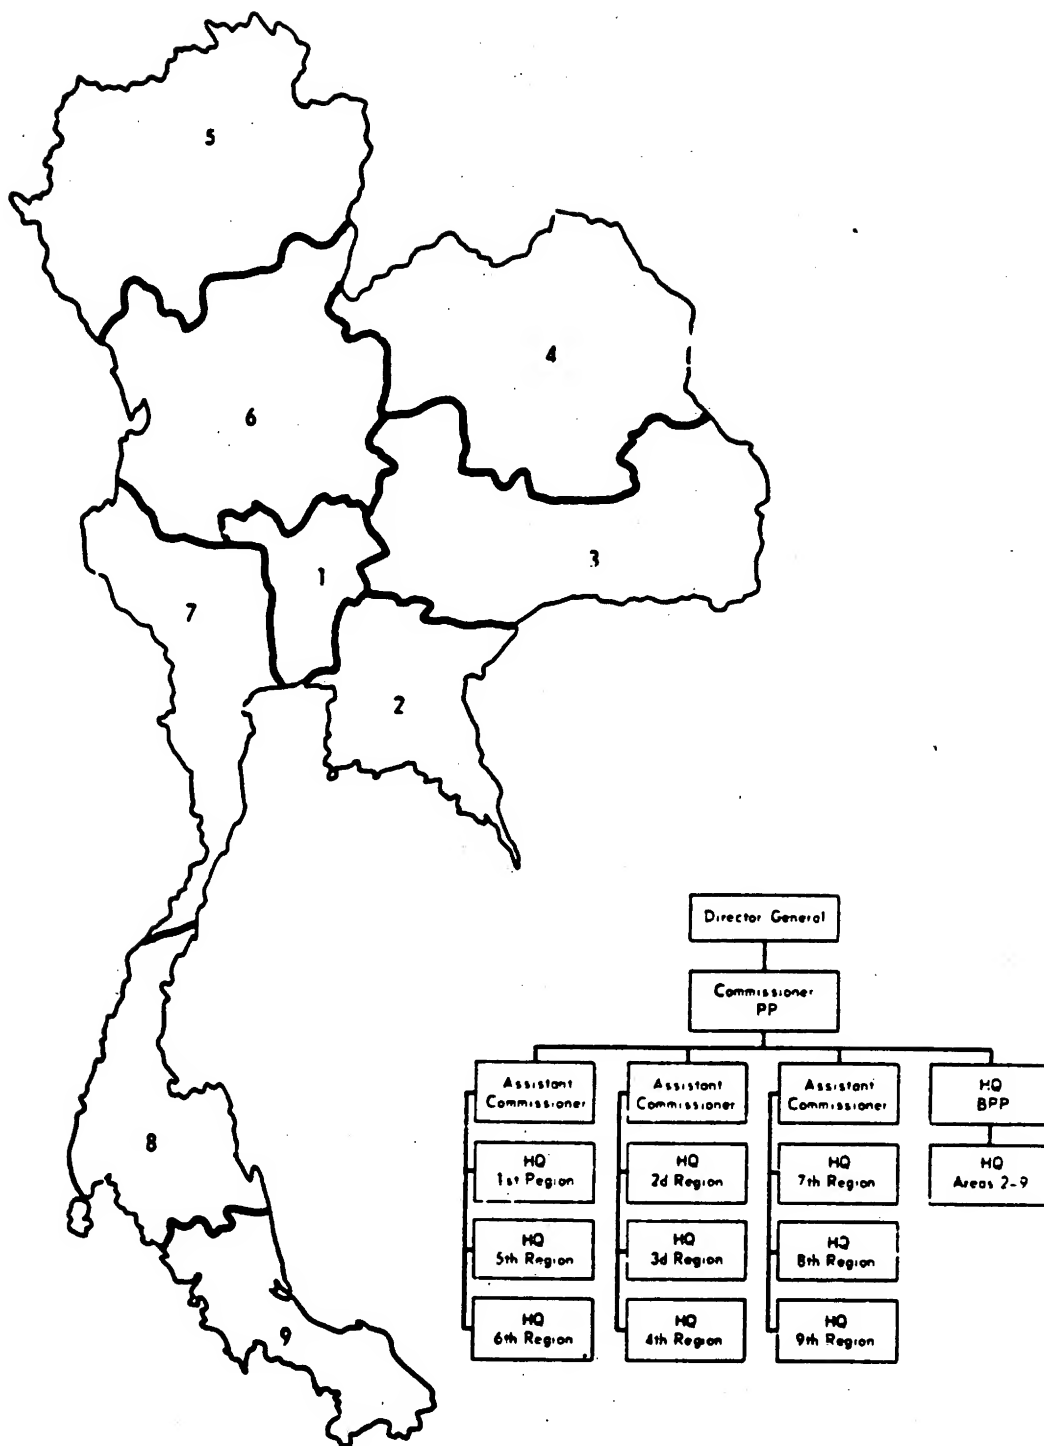 5
4
6
3
1
7
2
8
9
Director General
Commissioner
PP
Assistant
Commissioner
Assistant
Commissioner
Assistant
Commissioner
HQ
BPP
HQ
1st Region
HQ
2d Region
HQ
7th Region
HQ
Areas 2-9
HQ
5th Region
HQ
3d Region
HQ
8th Region
HQ
6th Region
HQ
4th Region
HQ
9th Region